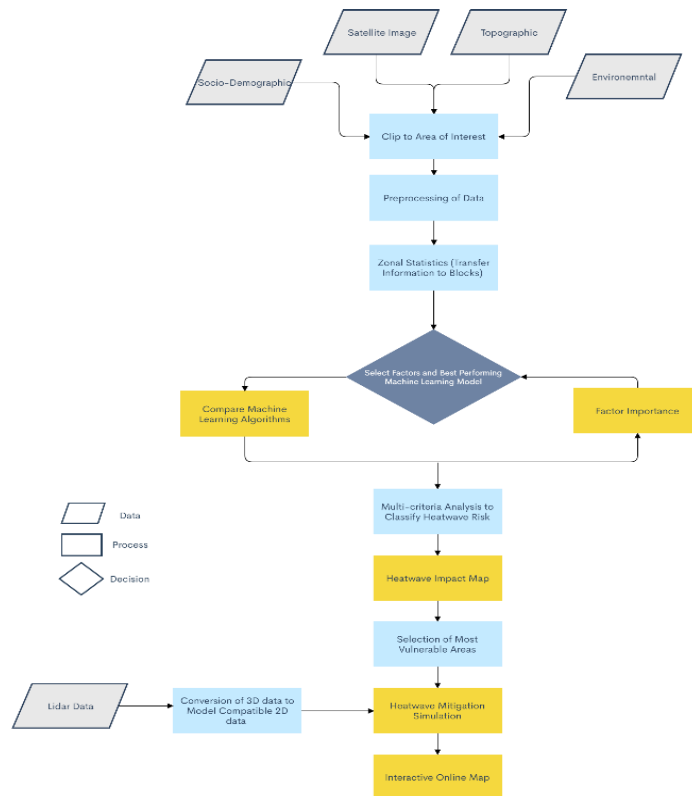 Satellite Image
Topographic
Socio-Demographic
Environemntal
Clip to Area of Interest
Preprocessing of Data
Zonal Statistics (Transfer
Information to Blocks)
Select Factors and Best Performing
Machine Learning Model
Compare Machine
Learning Algorithms
Factor Importance
Multi-criteria Analysis to
Classify Heatwave Risk
Data
Process
Decision
Heatwave Impact Map
Selection of Most
Vulnerable Areas
Lidar Data
Conversion of 3D data to
Model Compatible 2D
data
Heatwave Mitigation
Simulation
Interactive Online Map